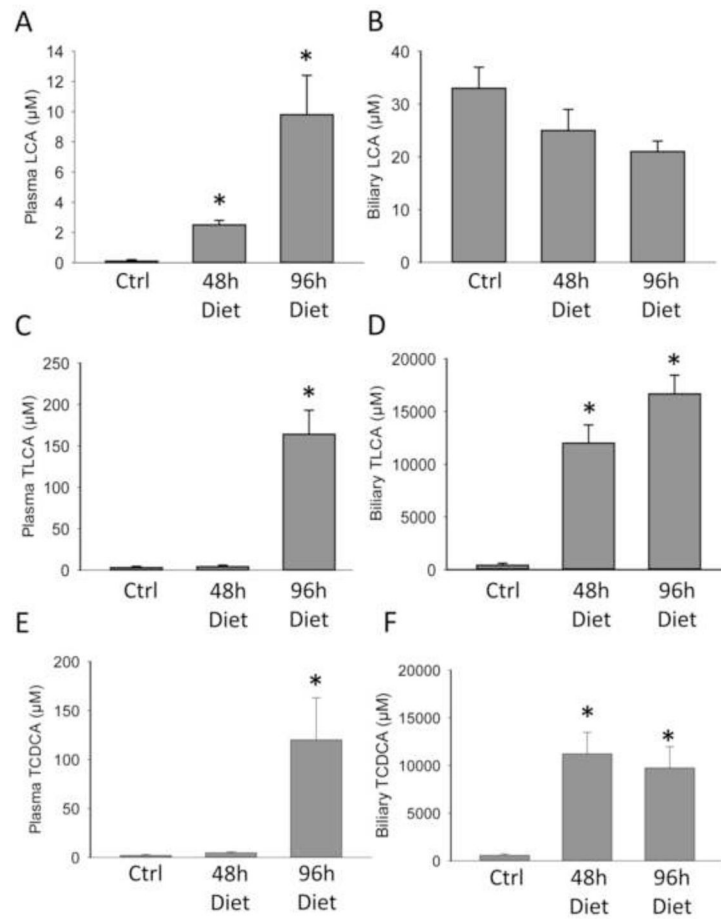 A
Plasma LCA (µM)
14
12
10
8
6
4
2
0
*
*
Ctrl
48h
Diet
96h
Diet
B
Biliary LCA (µM)
40
30
20
10
0
Ctrl
48h
Diet
96h
Diet
C
Plasma TLCA (µM)
250
200
150
100
50
0
*
Ctrl
48h
Diet
96h
Diet
D
Biliary TLCA (µM)
20000
15000
10000
5000
0
*
*
Ctrl
48h
Diet
96h
Diet
E
Plasma TCDCA (µM)
200
150
100
50
0
*
Ctrl
48h
Diet
96h
Diet
F
Biliary TCDCA (µM)
20000
15000
10000
5000
0
*
*
Ctrl
48h
Diet
96h
Diet